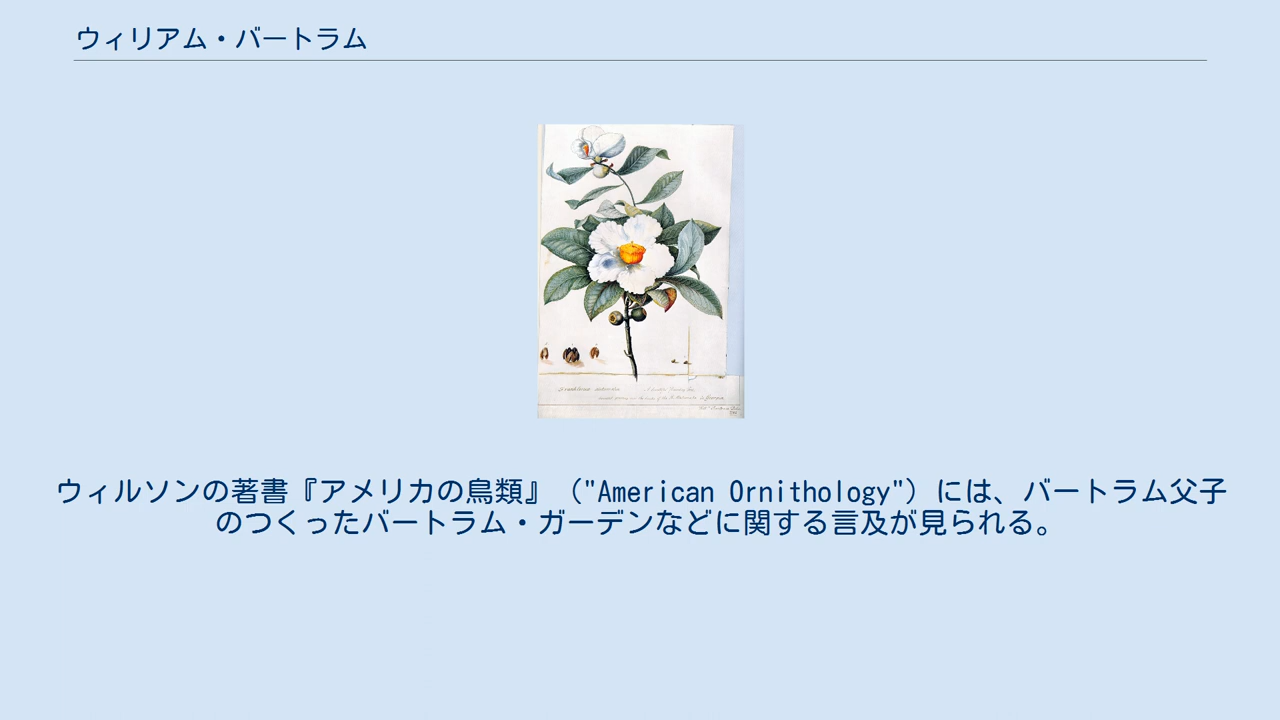 ウィリアム・バートラム
ウィルソンの著書『アメリカの鳥類』（"American Ornithology"）には、バートラム父子
のつくったバートラム・ガーデンなどに関する言及が見られる。